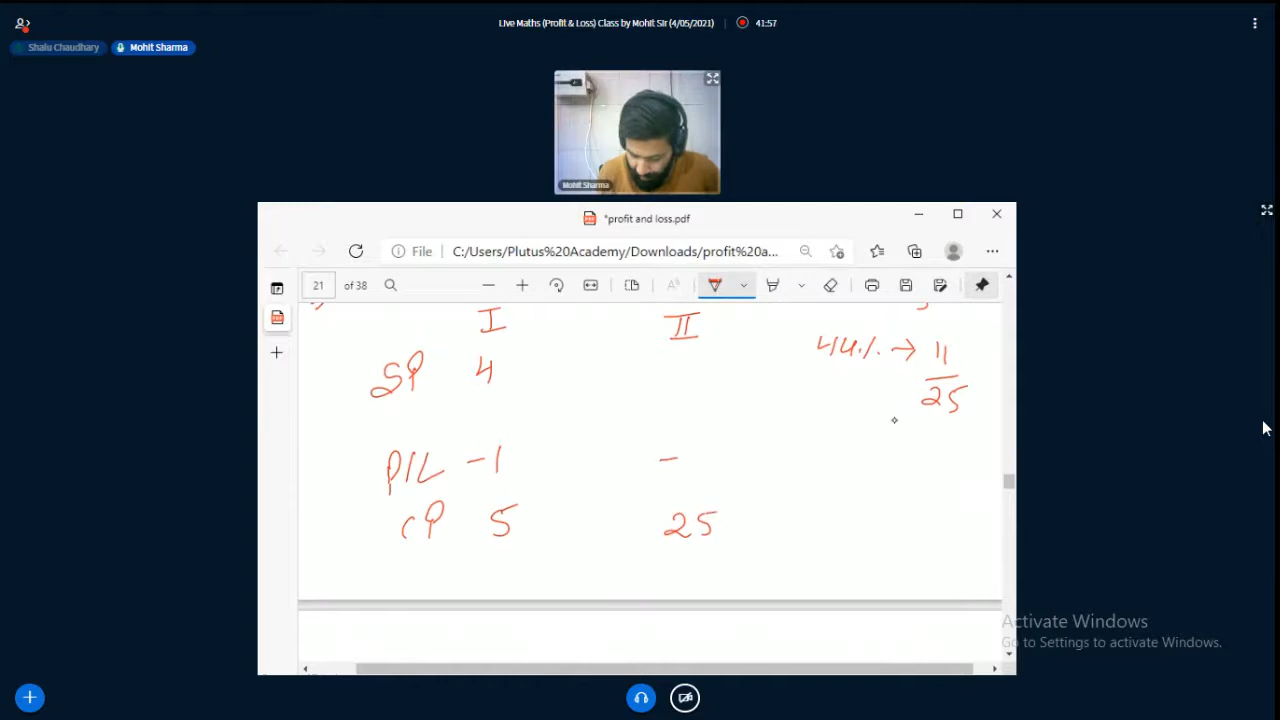 Live Maths (Profit & Loss) Class by Mohit Sir (4/05/2021)
41:57
Shalu Chaudhary
Mohit Sharma
Mohit Sharma
*profit and loss.pdf
File
C:/Users/Plutus%20Academy/Downloads/profit%20a...
21 of 38
I II
44% → 11/25
SP 4
P/L -1 -
CP 5 25
Activate Windows
Go to Settings to activate Windows.